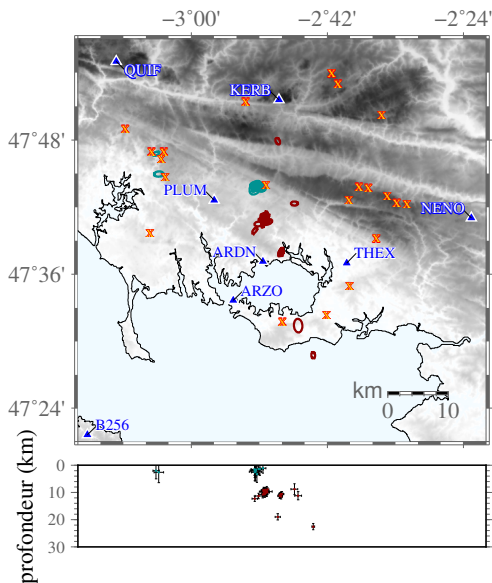 −3°00' −2°42' −2°24'
QUIF
KERB
47°48'
PLUM
NENO
ARDN THEX
47°36'
ARZO
km
0 10
47°24'
B256
profondeur (km)
0
10
20
30